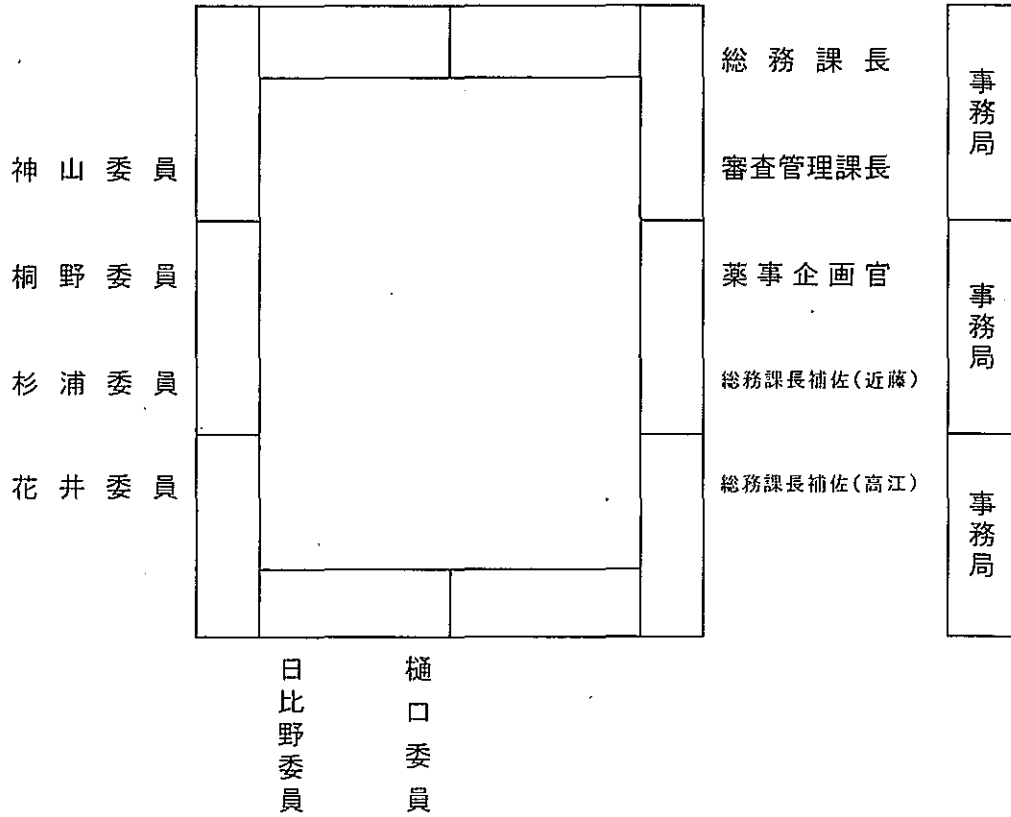 神山委員
桐野委員
杉浦委員
花井委員
総務課長
審査管理課長
薬事企画官
総務課長補佐(近藤)
総務課長補佐(高江)
事務局
事務局
事務局
日比野委員
樋口委員